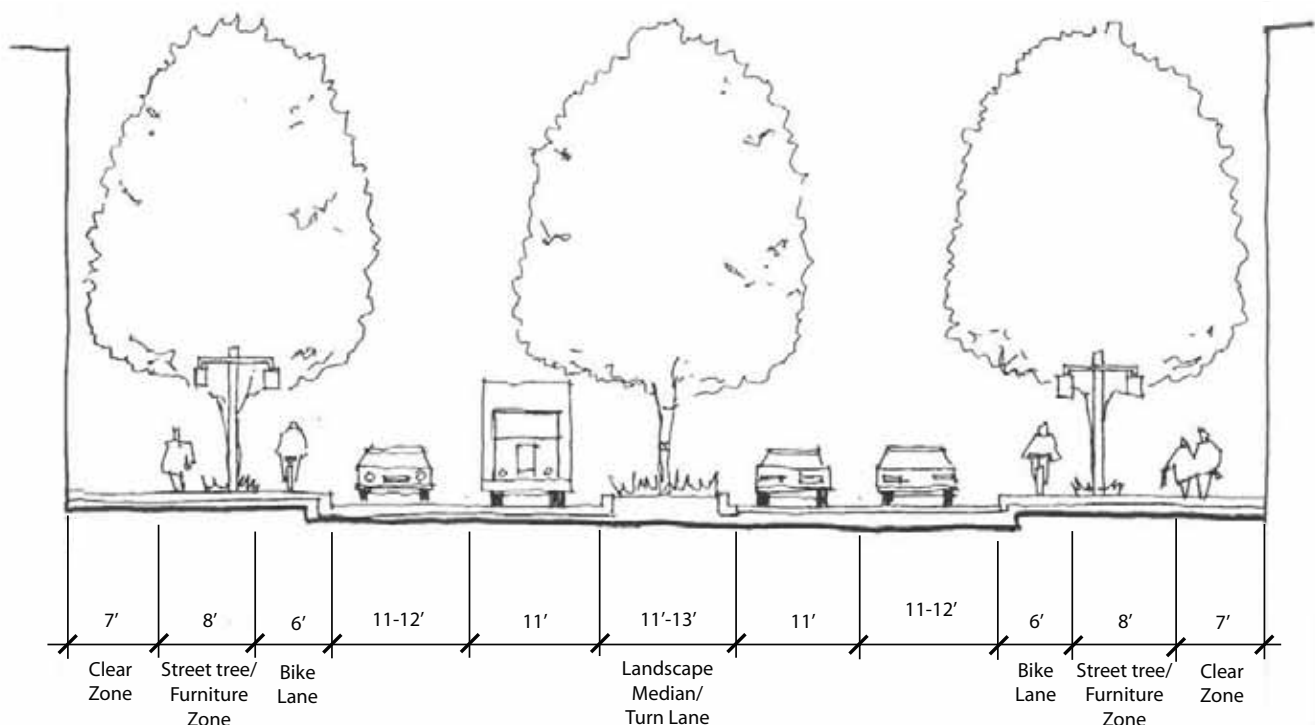 7’ 8’ 6’ 11-12’ 11’ 11’-13’ 11’ 11-12’ 6’ 8’ 7’
Clear
Zone
Street tree/
Furniture
Zone
Bike
Lane
Landscape
Median/
Turn Lane
Bike
Lane
Street tree/
Furniture
Zone
Clear
Zone